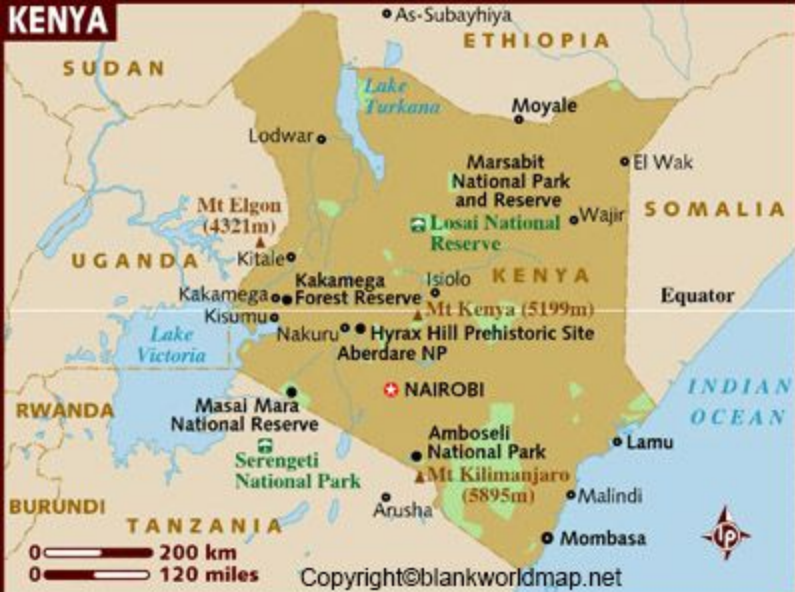 KENYA
As-Subayhiya
ETHIOPIA
SUDAN
Lake
Turkana
Moyale
Lodwar
El Wak
Marsabit
National Park
and Reserve
Mt Elgon
(4321m)
SOMALIA
Wajir
Losai National
Reserve
UGANDA
Kitale
KENYA
Kakamega
Forest Reserve
Isiolo
Kakamega
Equator
Mt Kenya (5199m)
Kisumu
Nakuru
Hyrax Hill Prehistoric Site
Lake
Victoria
Aberdare NP
NAIROBI
INDIAN
OCEAN
RWANDA
Masai Mara
National Reserve
Amboseli
National Park
Lamu
Serengeti
National Park
Mt Kilimanjaro
(5895m)
Malindi
BURUNDI
Arusha
TANZANIA
Mombasa
LP
0 200 km
0 120 miles
Copyright©blankworldmap.net